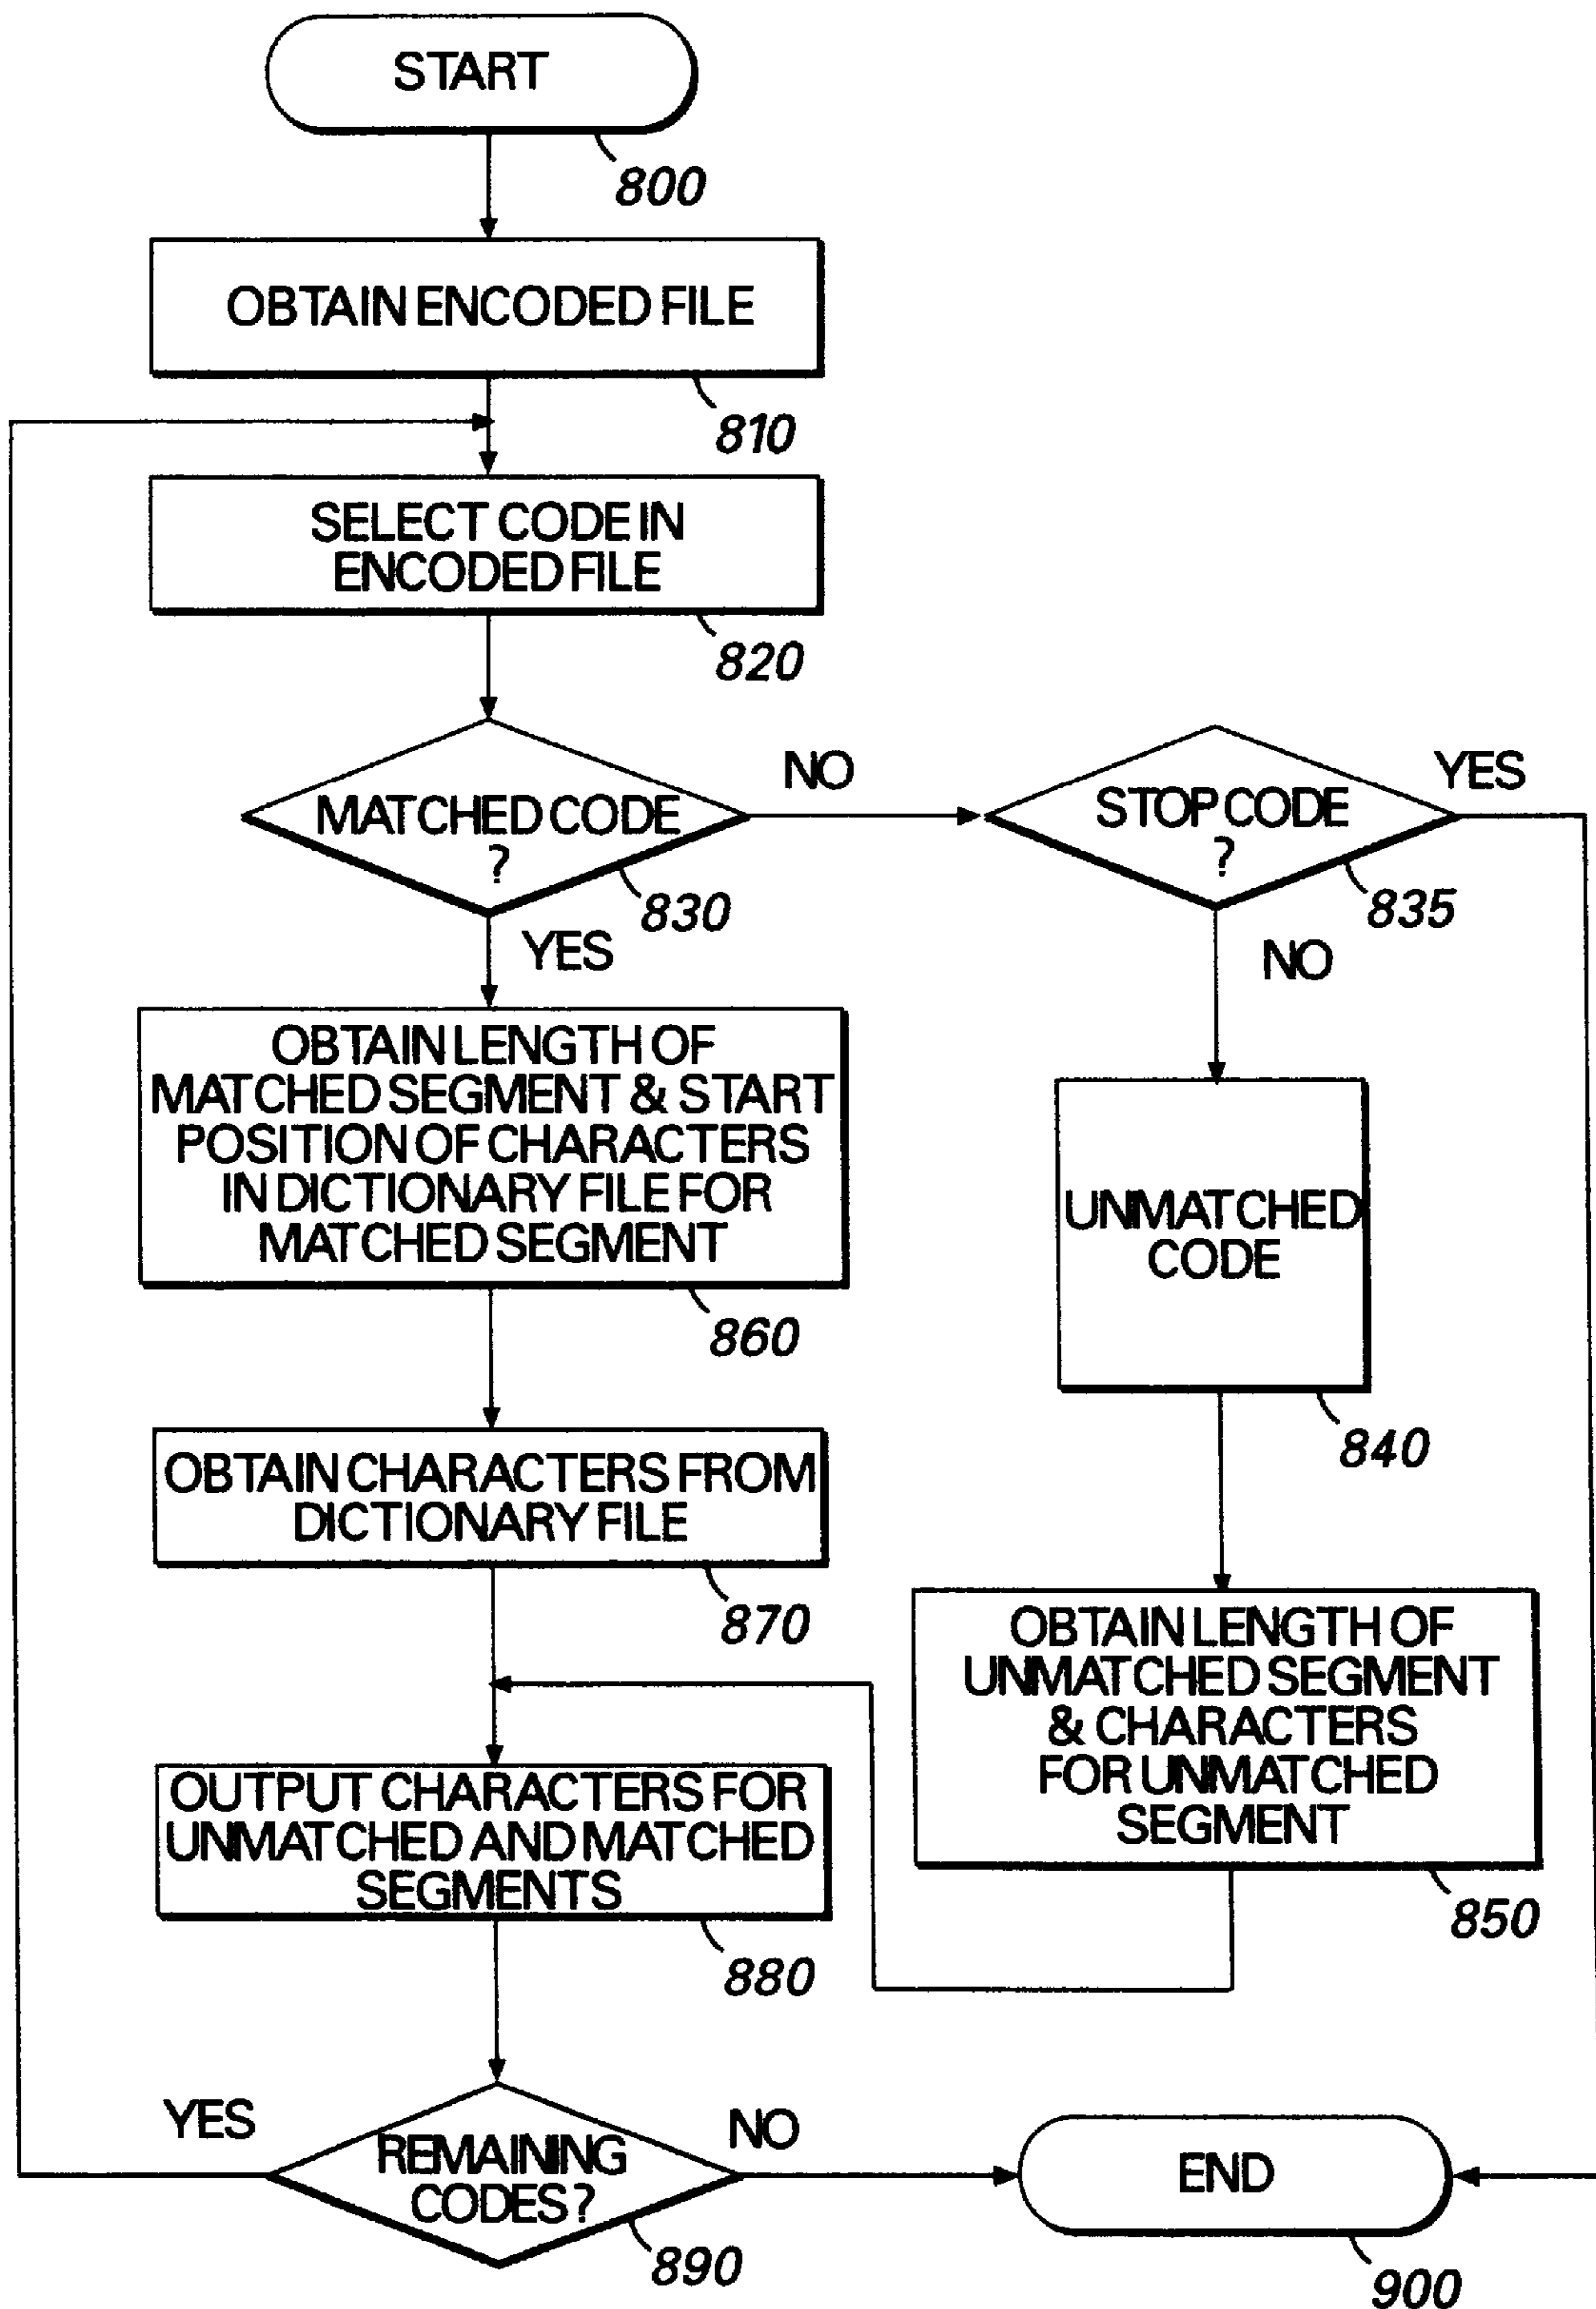 START
800
OBTAIN ENCODED FILE
810
SELECT CODE IN
ENCODED FILE
820
MATCHED CODE
?
830
NO
STOP CODE
?
835
YES
YES
NO
OBTAIN LENGTH OF
MATCHED SEGMENT & START
POSITION OF CHARACTERS
IN DICTIONARY FILE FOR
MATCHED SEGMENT
860
UNMATCHED
CODE
840
OBTAIN CHARACTERS FROM
DICTIONARY FILE
870
OBTAIN LENGTH OF
UNMATCHED SEGMENT
& CHARACTERS
FOR UNMATCHED
SEGMENT
850
OUTPUT CHARACTERS FOR
UNMATCHED AND MATCHED
SEGMENTS
880
YES
REMAINING
CODES?
890
NO
END
900